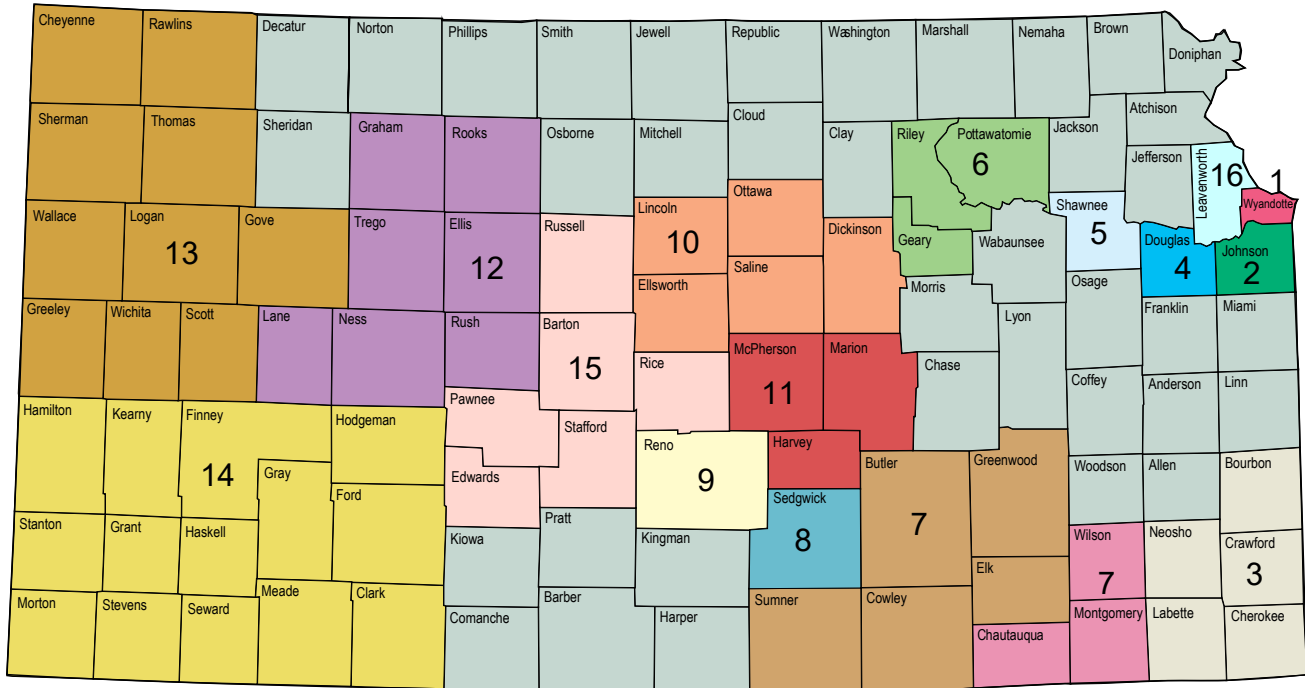 Cheyenne
Rawlins
Decatur
Norton
Phillips
Smith
Jewell
Republic
Washington
Marshall
Nemaha
Brown
Doniphan
Sherman
Thomas
Sheridan
Graham
Rooks
Osborne
Mitchell
Cloud
Clay
Riley
Pottawatomie
6
Jackson
Atchison
Jefferson
Leavenworth
16
1
Wyandotte
Wallace
Logan
13
Gove
Trego
Ellis
12
Russell
Lincoln
10
Ottawa
Saline
Dickinson
Geary
Wabaunsee
Shawnee
5
Douglas
4
Johnson
2
Ellsworth
Morris
Osage
Greeley
Wichita
Scott
Lane
Ness
Rush
Barton
15
Rice
McPherson
11
Marion
Chase
Lyon
Franklin
Miami
Coffey
Anderson
Linn
Hamilton
Kearny
Finney
14
Hodgeman
Pawnee
Stafford
Reno
9
Harvey
Butler
7
Greenwood
Woodson
Allen
Bourbon
Gray
Ford
Edwards
Sedgwick
8
Stanton
Grant
Haskell
Kiowa
Pratt
Kingman
Elk
Wilson
7
Neosho
Crawford
3
Morton
Stevens
Seward
Meade
Clark
Comanche
Barber
Harper
Sumner
Cowley
Chautauqua
Montgomery
Labette
Cherokee